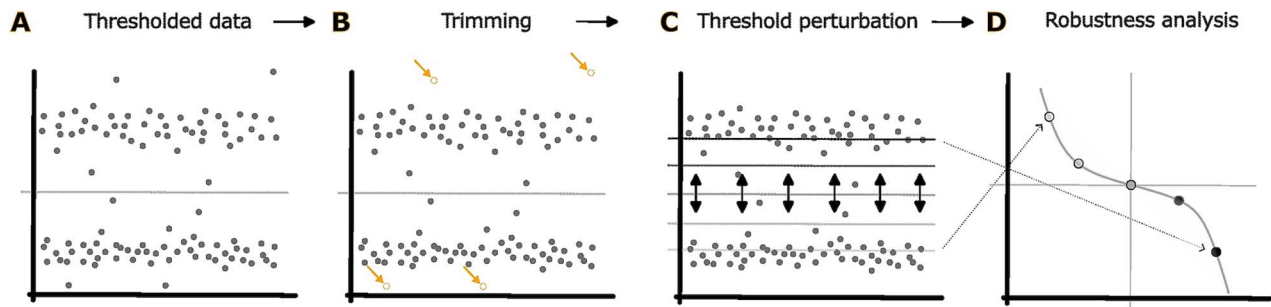 A Thresholded data
B Trimming
C Threshold perturbation
D Robustness analysis